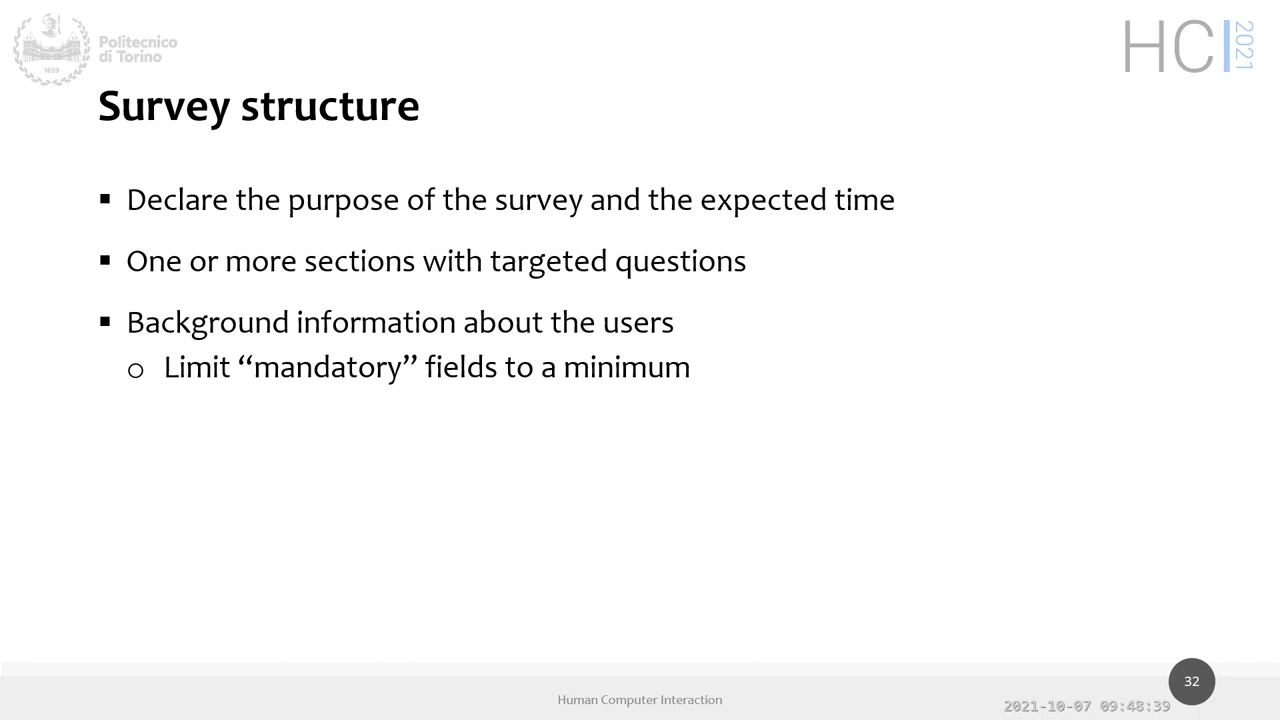 Politecnico
di Torino
1859
HCI 2021
Survey structure
▪ Declare the purpose of the survey and the expected time
▪ One or more sections with targeted questions
▪ Background information about the users
o Limit “mandatory” fields to a minimum
Human Computer Interaction
32
2021-10-07 09:48:39